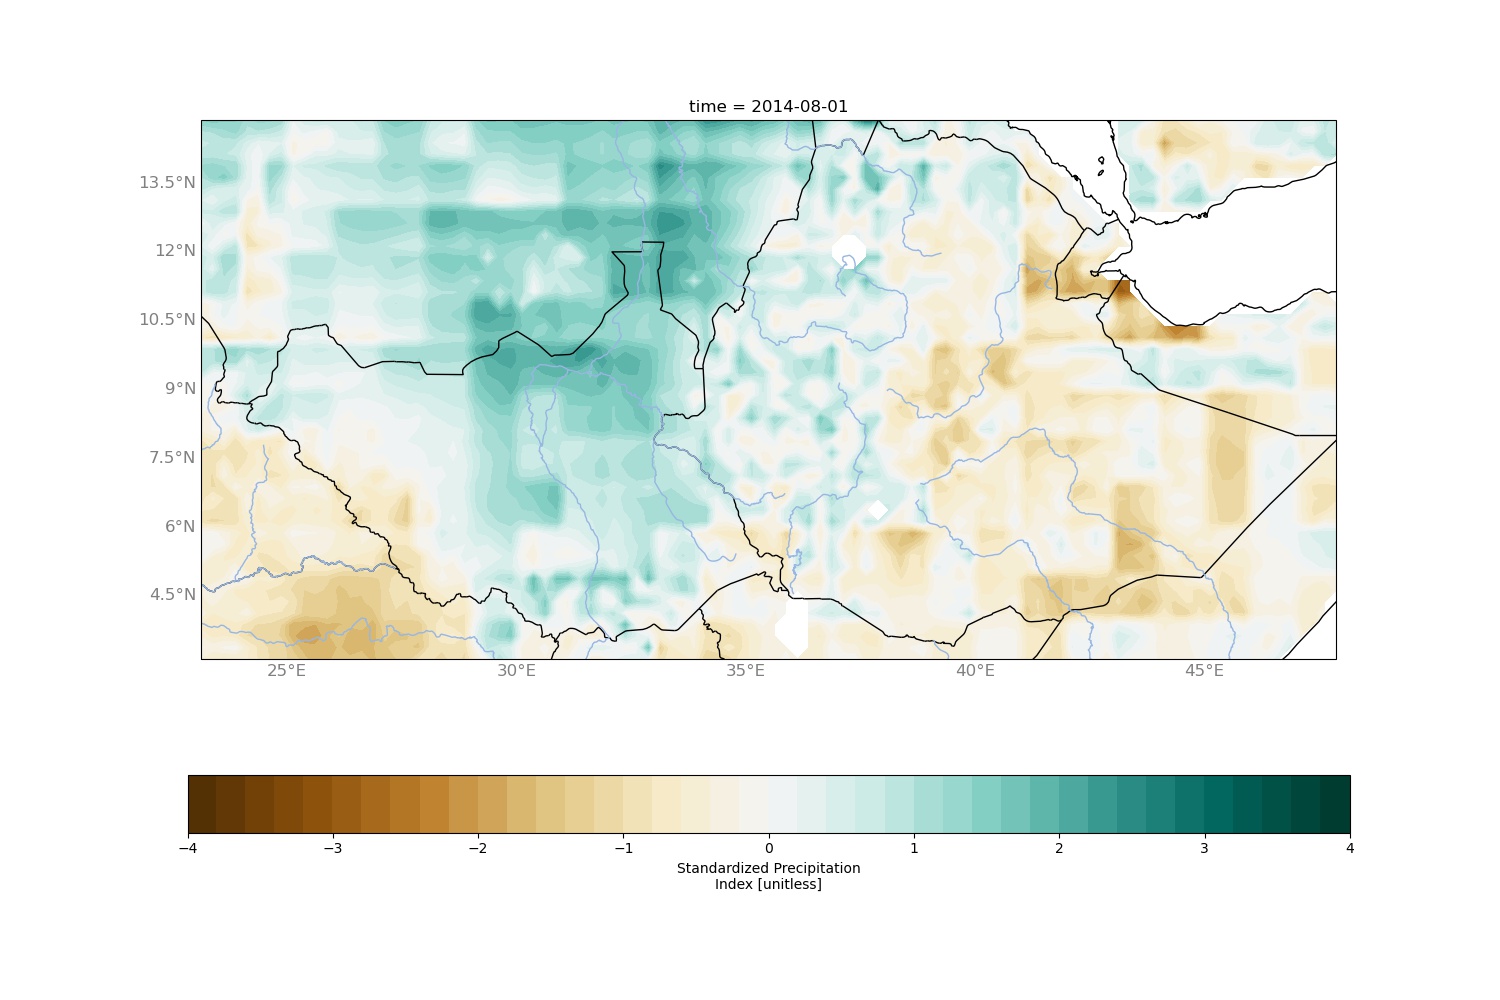 time = 2014-08-01
13.5°N
12°N
10.5°N
9°N
7.5°N
6°N
4.5°N
25°E 30°E 35°E 40°E 45°E
−4 −3 −2 −1 0 1 2 3 4
Standardized Precipitation
Index [unitless]